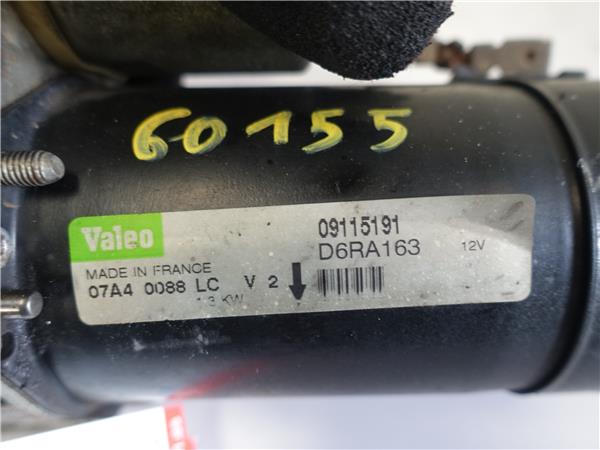 60155
Valeo
09115191
D6RA163 12V
MADE IN FRANCE
07A4 0088 LC V 2
1.3 KW